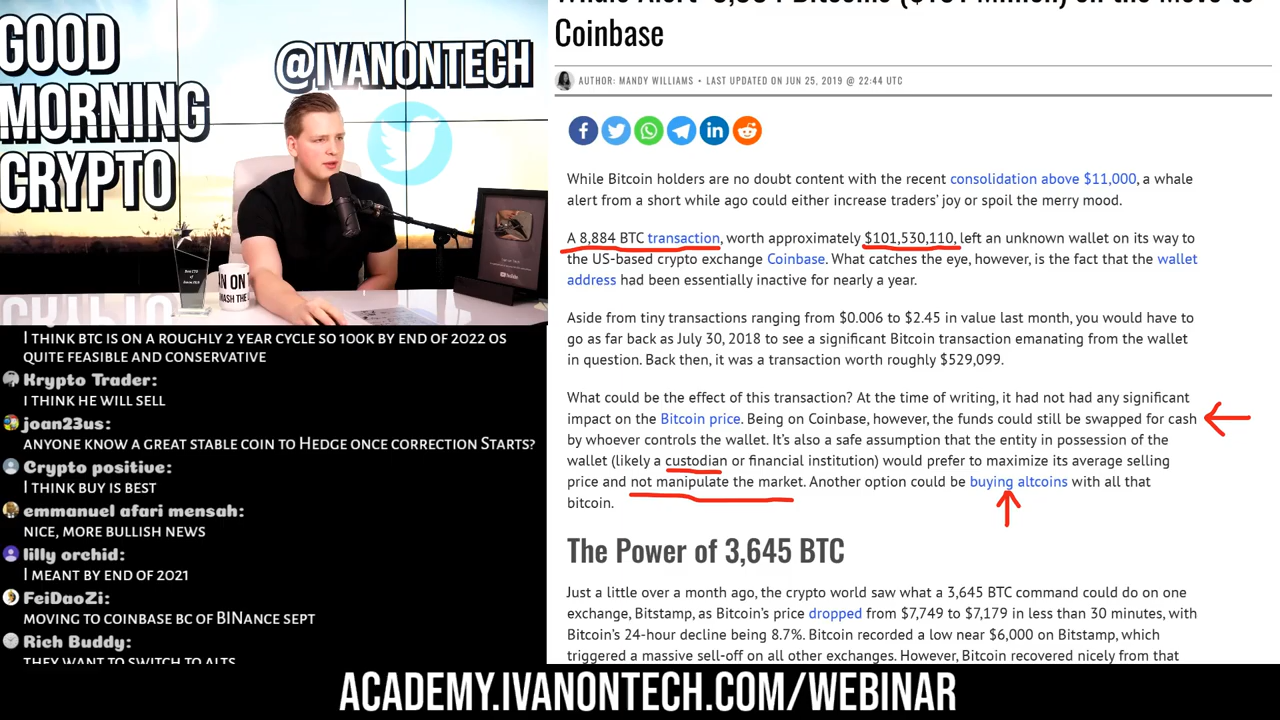 GOOD
MORNING
CRYPTO
@IVANONTECH
I THINK BTC IS ON A ROUGHLY 2 YEAR CYCLE SO 100K BY END OF 2022 OS
QUITE FEASIBLE AND CONSERVATIVE
Krypto Trader:
I THINK HE WILL SELL
joan23us:
ANYONE KNOW A GREAT STABLE COIN TO HEDGE ONCE CORRECTION STARTS?
Crypto positive:
I THINK BUY IS BEST
emmanuel afari mensah:
NICE, MORE BULLISH NEWS
lilly orchid:
I MEANT BY END OF 2021
FeiDaoZi:
MOVING TO COINBASE BC OF BINANCE SEPT
Rich Buddy:
THEY WANT TO SWITCH TO ALTS
Coinbase
AUTHOR: MANDY WILLIAMS • LAST UPDATED ON JUN 25, 2019 @ 22:44 UTC
While Bitcoin holders are no doubt content with the recent consolidation above $11,000, a whale
alert from a short while ago could either increase traders' joy or spoil the merry mood.
A 8,884 BTC transaction, worth approximately $101,530,110, left an unknown wallet on its way to
the US-based crypto exchange Coinbase. What catches the eye, however, is the fact that the wallet
address had been essentially inactive for nearly a year.
Aside from tiny transactions ranging from $0.006 to $2.45 in value last month, you would have to
go as far back as July 30, 2018 to see a significant Bitcoin transaction emanating from the wallet
in question. Back then, it was a transaction worth roughly $529,099.
What could be the effect of this transaction? At the time of writing, it had not had any significant
impact on the Bitcoin price. Being on Coinbase, however, the funds could still be swapped for cash
by whoever controls the wallet. It's also a safe assumption that the entity in possession of the
wallet (likely a custodian or financial institution) would prefer to maximize its average selling
price and not manipulate the market. Another option could be buying altcoins with all that
bitcoin.
The Power of 3,645 BTC
Just a little over a month ago, the crypto world saw what a 3,645 BTC command could do on one
exchange, Bitstamp, as Bitcoin's price dropped from $7,749 to $7,179 in less than 30 minutes, with
Bitcoin's 24-hour decline being 8.7%. Bitcoin recorded a low near $6,000 on Bitstamp, which
triggered a massive sell-off on all other exchanges. However, Bitcoin recovered nicely from that
ACADEMY.IVANONTECH.COM/WEBINAR